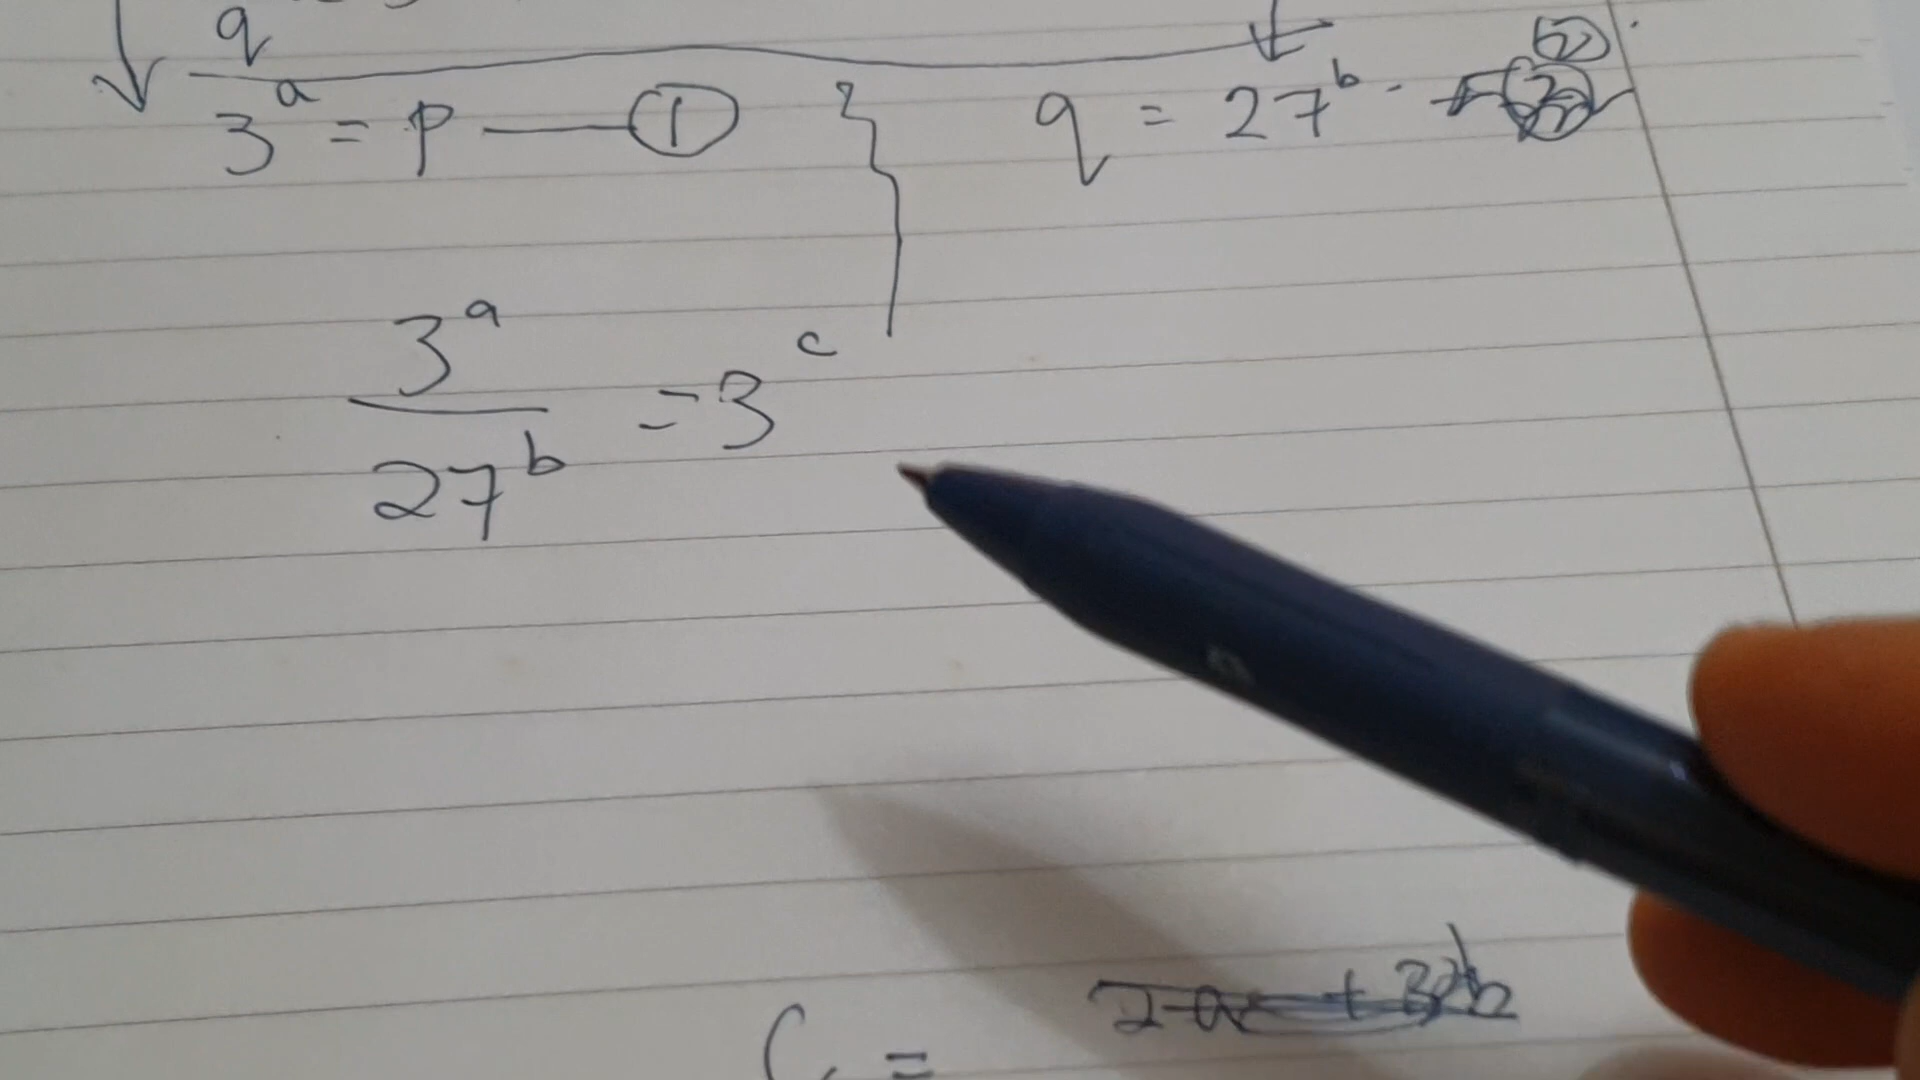 q
3^a = p — ① q = 27^b
3^a / 27^b = 3^c
C =